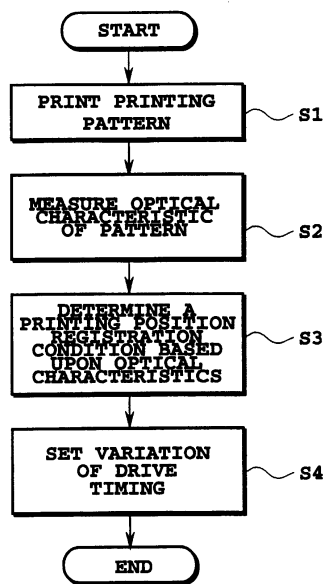 START
PRINT PRINTING
PATTERN
S1
MEASURE OPTICAL
CHARACTERISTIC
OF PATTERN
S2
DETERMINE A
PRINTING POSITION
REGISTRATION
CONDITION BASED
UPON OPTICAL
CHARACTERISTICS
S3
SET VARIATION
OF DRIVE
TIMING
S4
END